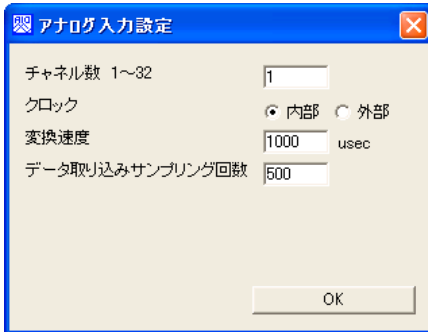 アナログ入力設定
チャネル数 1～32 1
クロック 内部 外部
変換速度 1000 usec
データ取り込みサンプリング回数 500
OK